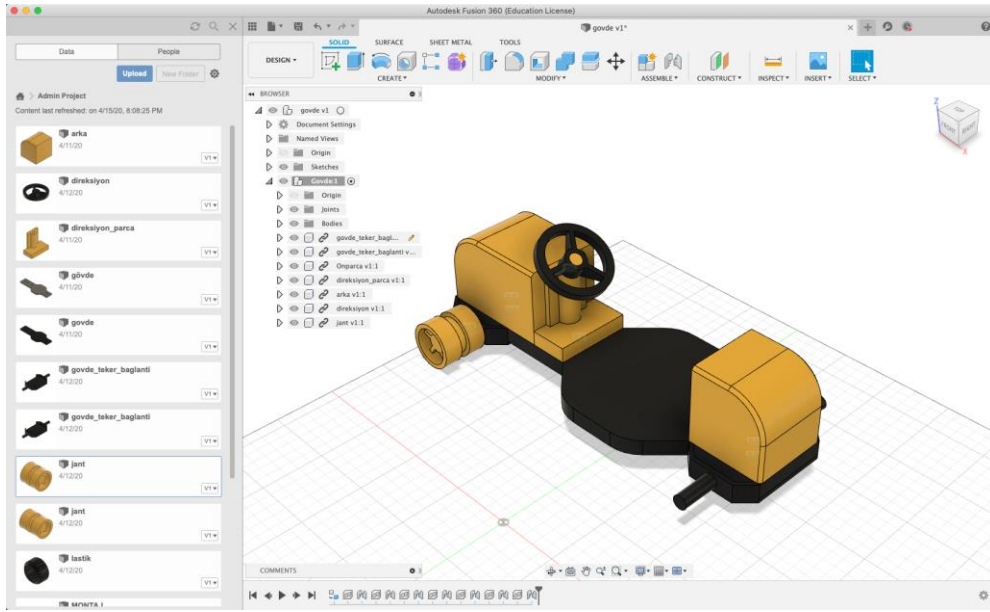 Autodesk Fusion 360 (Education License)
govde v1*
Data
People
Upload
New Folder
Admin Project
Content last refreshed: on 4/15/20, 8:08:25 PM
arka
4/11/20
V1
direksiyon
4/12/20
V1
direksiyon_parca
4/11/20
V1
gövde
4/11/20
V1
govde
4/11/20
V1
govde_teker_baglanti
4/12/20
V1
govde_teker_baglanti
4/12/20
V1
jant
4/12/20
V1
jant
4/12/20
V1
lastik
4/12/20
V1
MONTAJ
DESIGN
SOLID
SURFACE
SHEET METAL
TOOLS
CREATE
MODIFY
ASSEMBLE
CONSTRUCT
INSPECT
INSERT
SELECT
BROWSER
govde v1
Document Settings
Named Views
Origin
Sketches
Govde:1
Origin
Joints
Bodies
govde_teker_bagl...
govde_teker_baglanti v...
Onparca v1:1
direksiyon_parca v1:1
arka v1:1
direksiyon v1:1
jant v1:1
Z
TOP
FRONT
RIGHT
X
COMMENTS